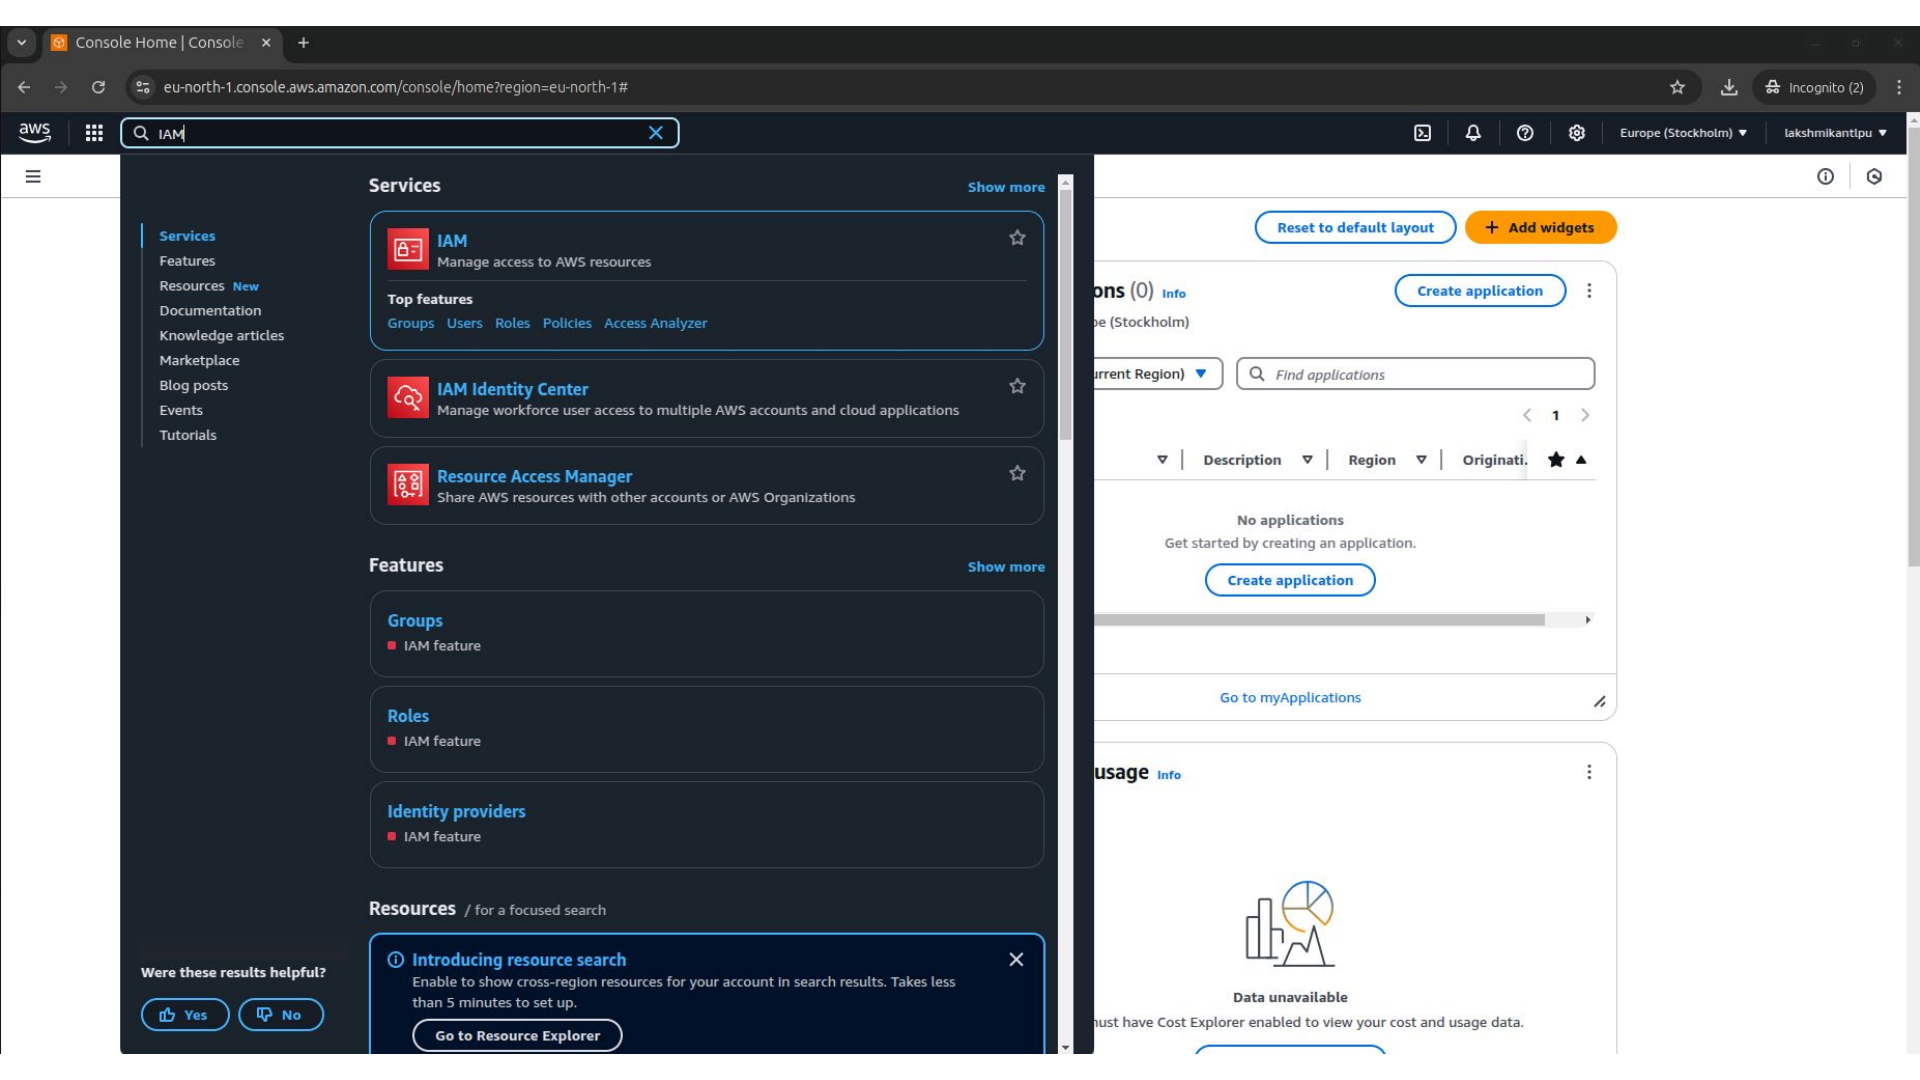 Console Home | Console
eu-north-1.console.aws.amazon.com/console/home?region=eu-north-1#
Incognito (2)
aws
IAM
Europe (Stockholm)
lakshmikantlpu
Services
Features
Resources New
Documentation
Knowledge articles
Marketplace
Blog posts
Events
Tutorials
Were these results helpful?
Yes
No
Services
Show more
IAM
Manage access to AWS resources
Top features
Groups Users Roles Policies Access Analyzer
IAM Identity Center
Manage workforce user access to multiple AWS accounts and cloud applications
Resource Access Manager
Share AWS resources with other accounts or AWS Organizations
Features
Show more
Groups
IAM feature
Roles
IAM feature
Identity providers
IAM feature
Resources / for a focused search
Introducing resource search
Enable to show cross-region resources for your account in search results. Takes less
than 5 minutes to set up.
Go to Resource Explorer
Reset to default layout
+ Add widgets
ons (0) Info
Create application
pe (Stockholm)
urrent Region)
Find applications
1
Description
Region
Originati.
No applications
Get started by creating an application.
Create application
Go to myApplications
usage Info
Data unavailable
must have Cost Explorer enabled to view your cost and usage data.